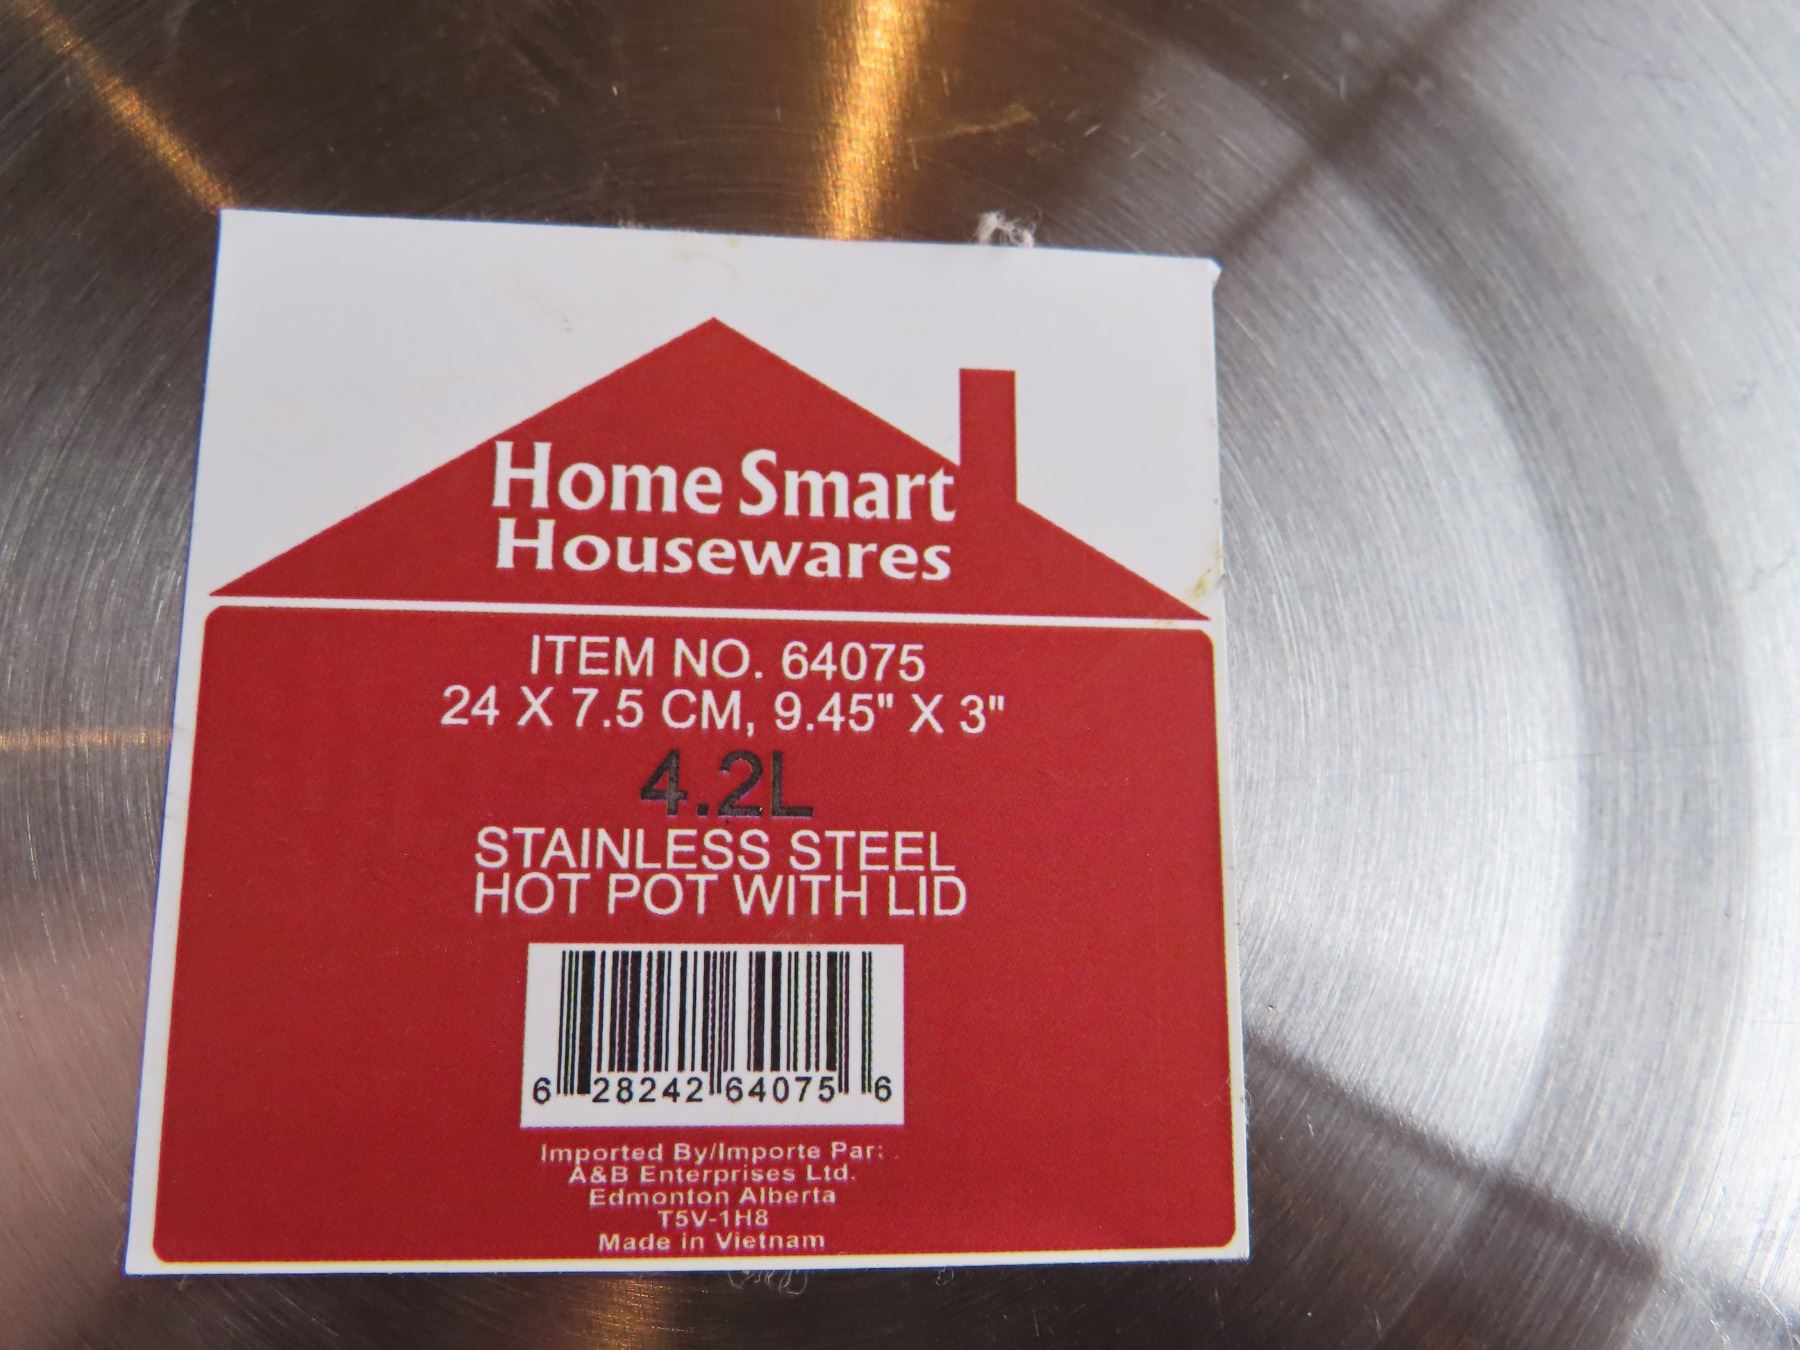 Home Smart
Housewares
ITEM NO. 64075
24 X 7.5 CM, 9.45" X 3"
4.2L
STAINLESS STEEL
HOT POT WITH LID
6 28242 64075 6
Imported By/Importe Par:
A&B Enterprises Ltd.
Edmonton Alberta
T5V-1H8
Made in Vietnam